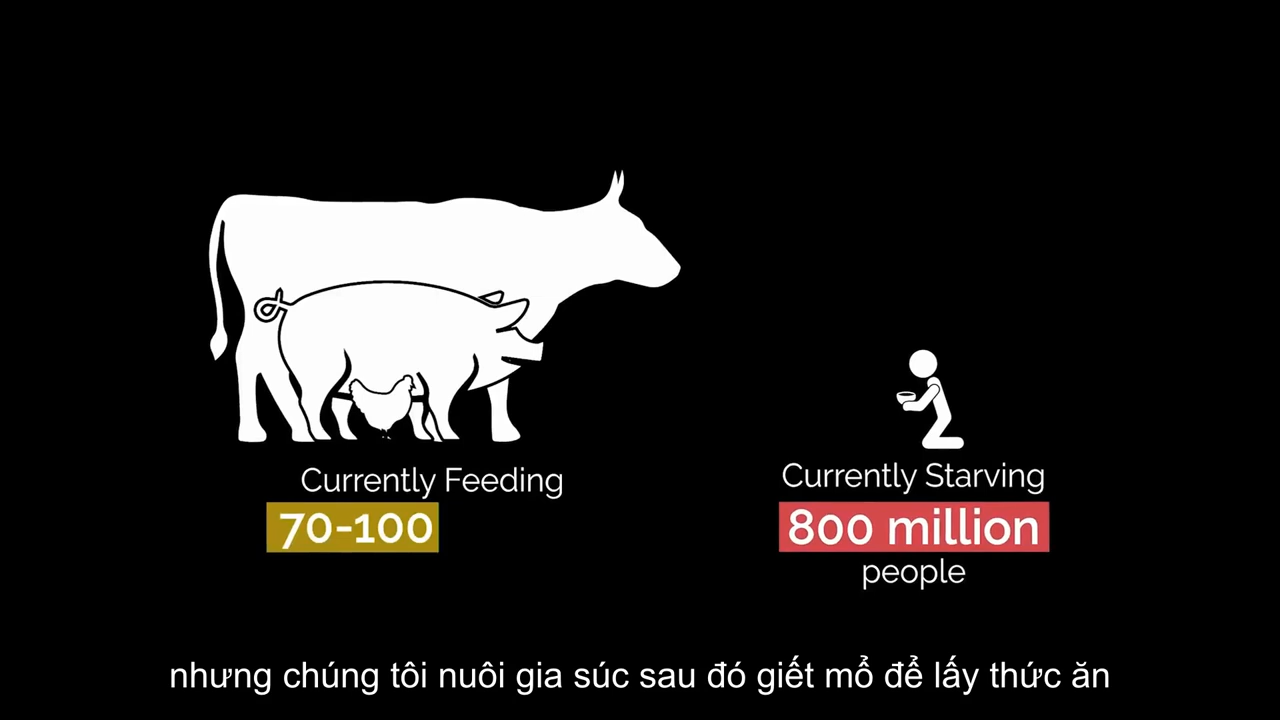 Currently Feeding
70-100
Currently Starving
800 million
people
nhưng chúng tôi nuôi gia súc sau đó giết mổ để lấy thức ăn